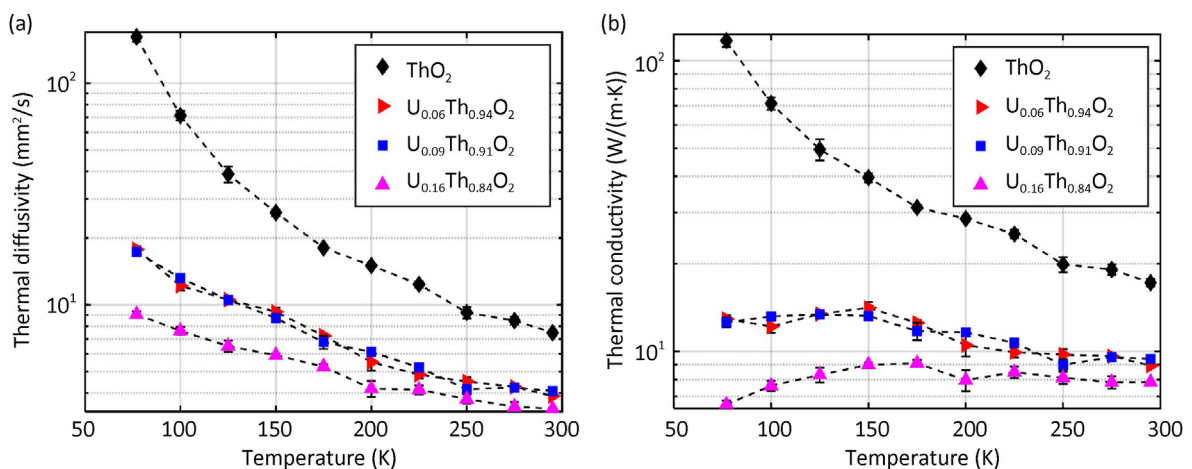 (a)
Thermal diffusivity (mm²/s)
10²
10¹
50 100 150 200 250 300
Temperature (K)
ThO₂
U₀.₀₆Th₀.₉₄O₂
U₀.₀₉Th₀.₉₁O₂
U₀.₁₆Th₀.₈₄O₂
(b)
Thermal conductivity (W/(m·K))
10²
10¹
50 100 150 200 250 300
Temperature (K)
ThO₂
U₀.₀₆Th₀.₉₄O₂
U₀.₀₉Th₀.₉₁O₂
U₀.₁₆Th₀.₈₄O₂